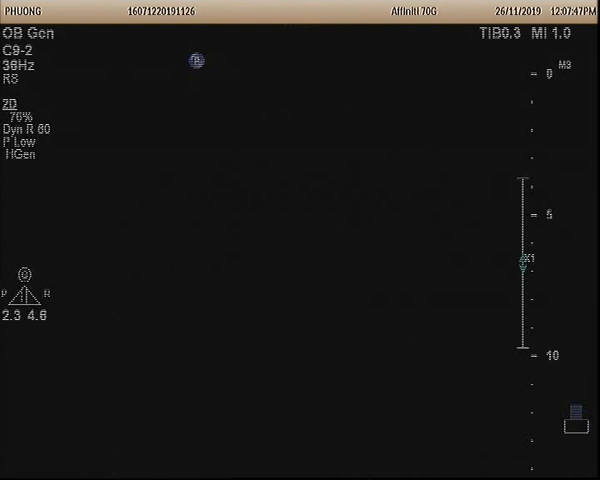 PHUONG 16071220191126 Affiniti 70G 26/11/2019 12:07:47PM
OB Gen TIB0.3 MI 1.0
C9-2
36Hz
RS
M3
0
2D
76%
Dyn R 60
P Low
HGen
5
X1
P R
2.3 4.6
10